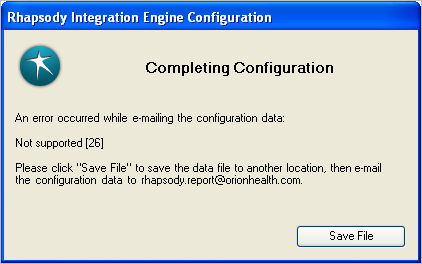 Rhapsody Integration Engine Configuration
Completing Configuration
An error occurred while e-mailing the configuration data:
Not supported [26]
Please click "Save File" to save the data file to another location, then e-mail
the configuration data to rhapsody.report@orionhealth.com.
Save File